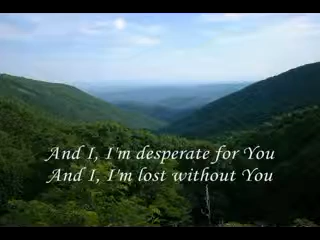 And I, I'm desperate for You
And I, I'm lost without You